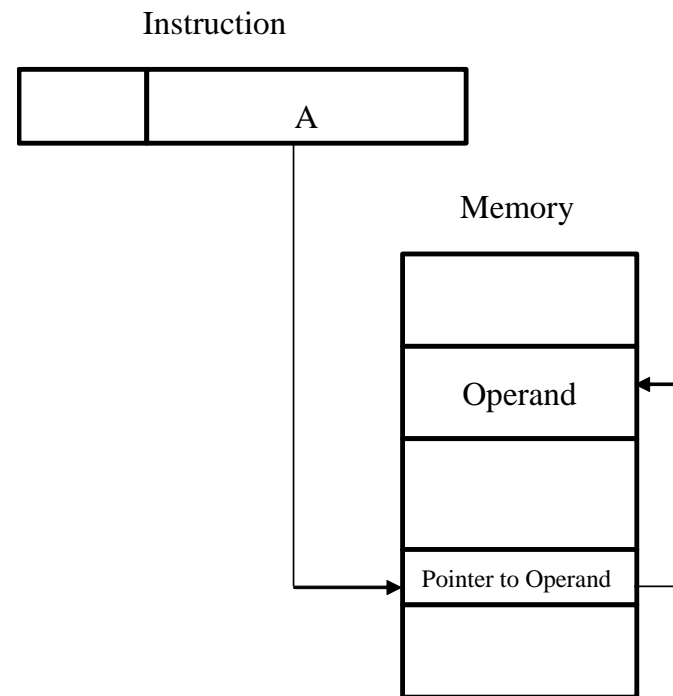 Instruction
A
Memory
Operand
Pointer to Operand